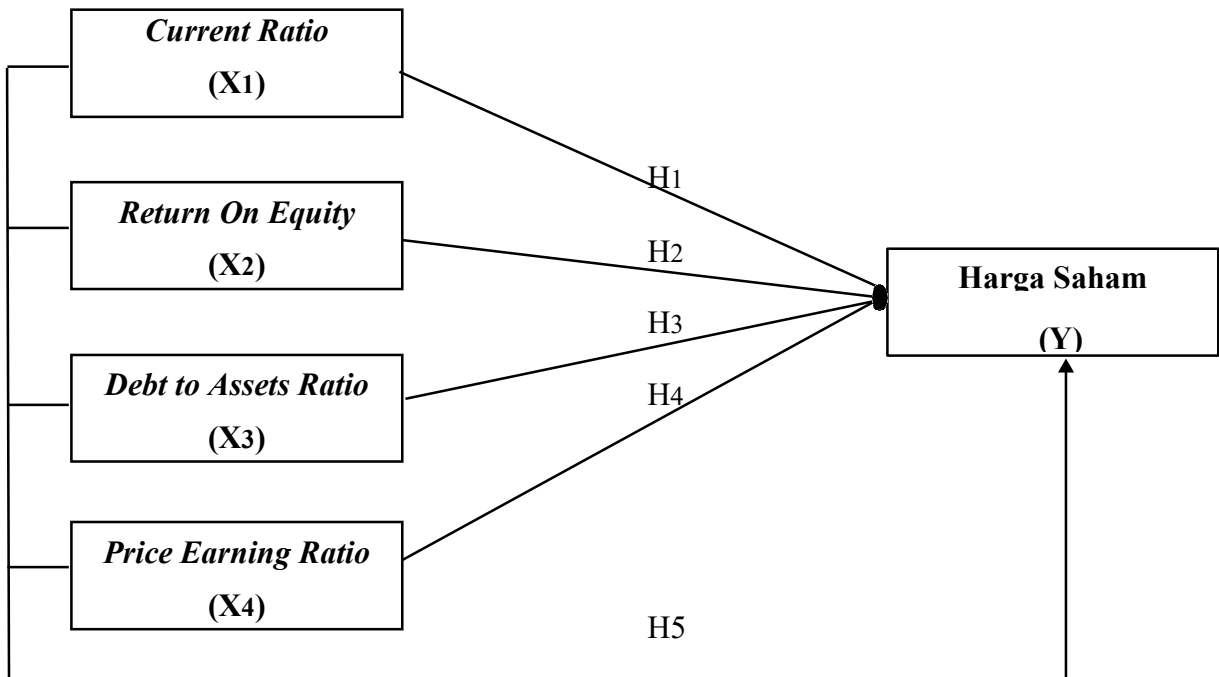 Current Ratio
(X1)
H1
Return On Equity
(X2)
H2
Harga Saham
(Y)
H3
Debt to Assets Ratio
(X3)
H4
Price Earning Ratio
(X4)
H5